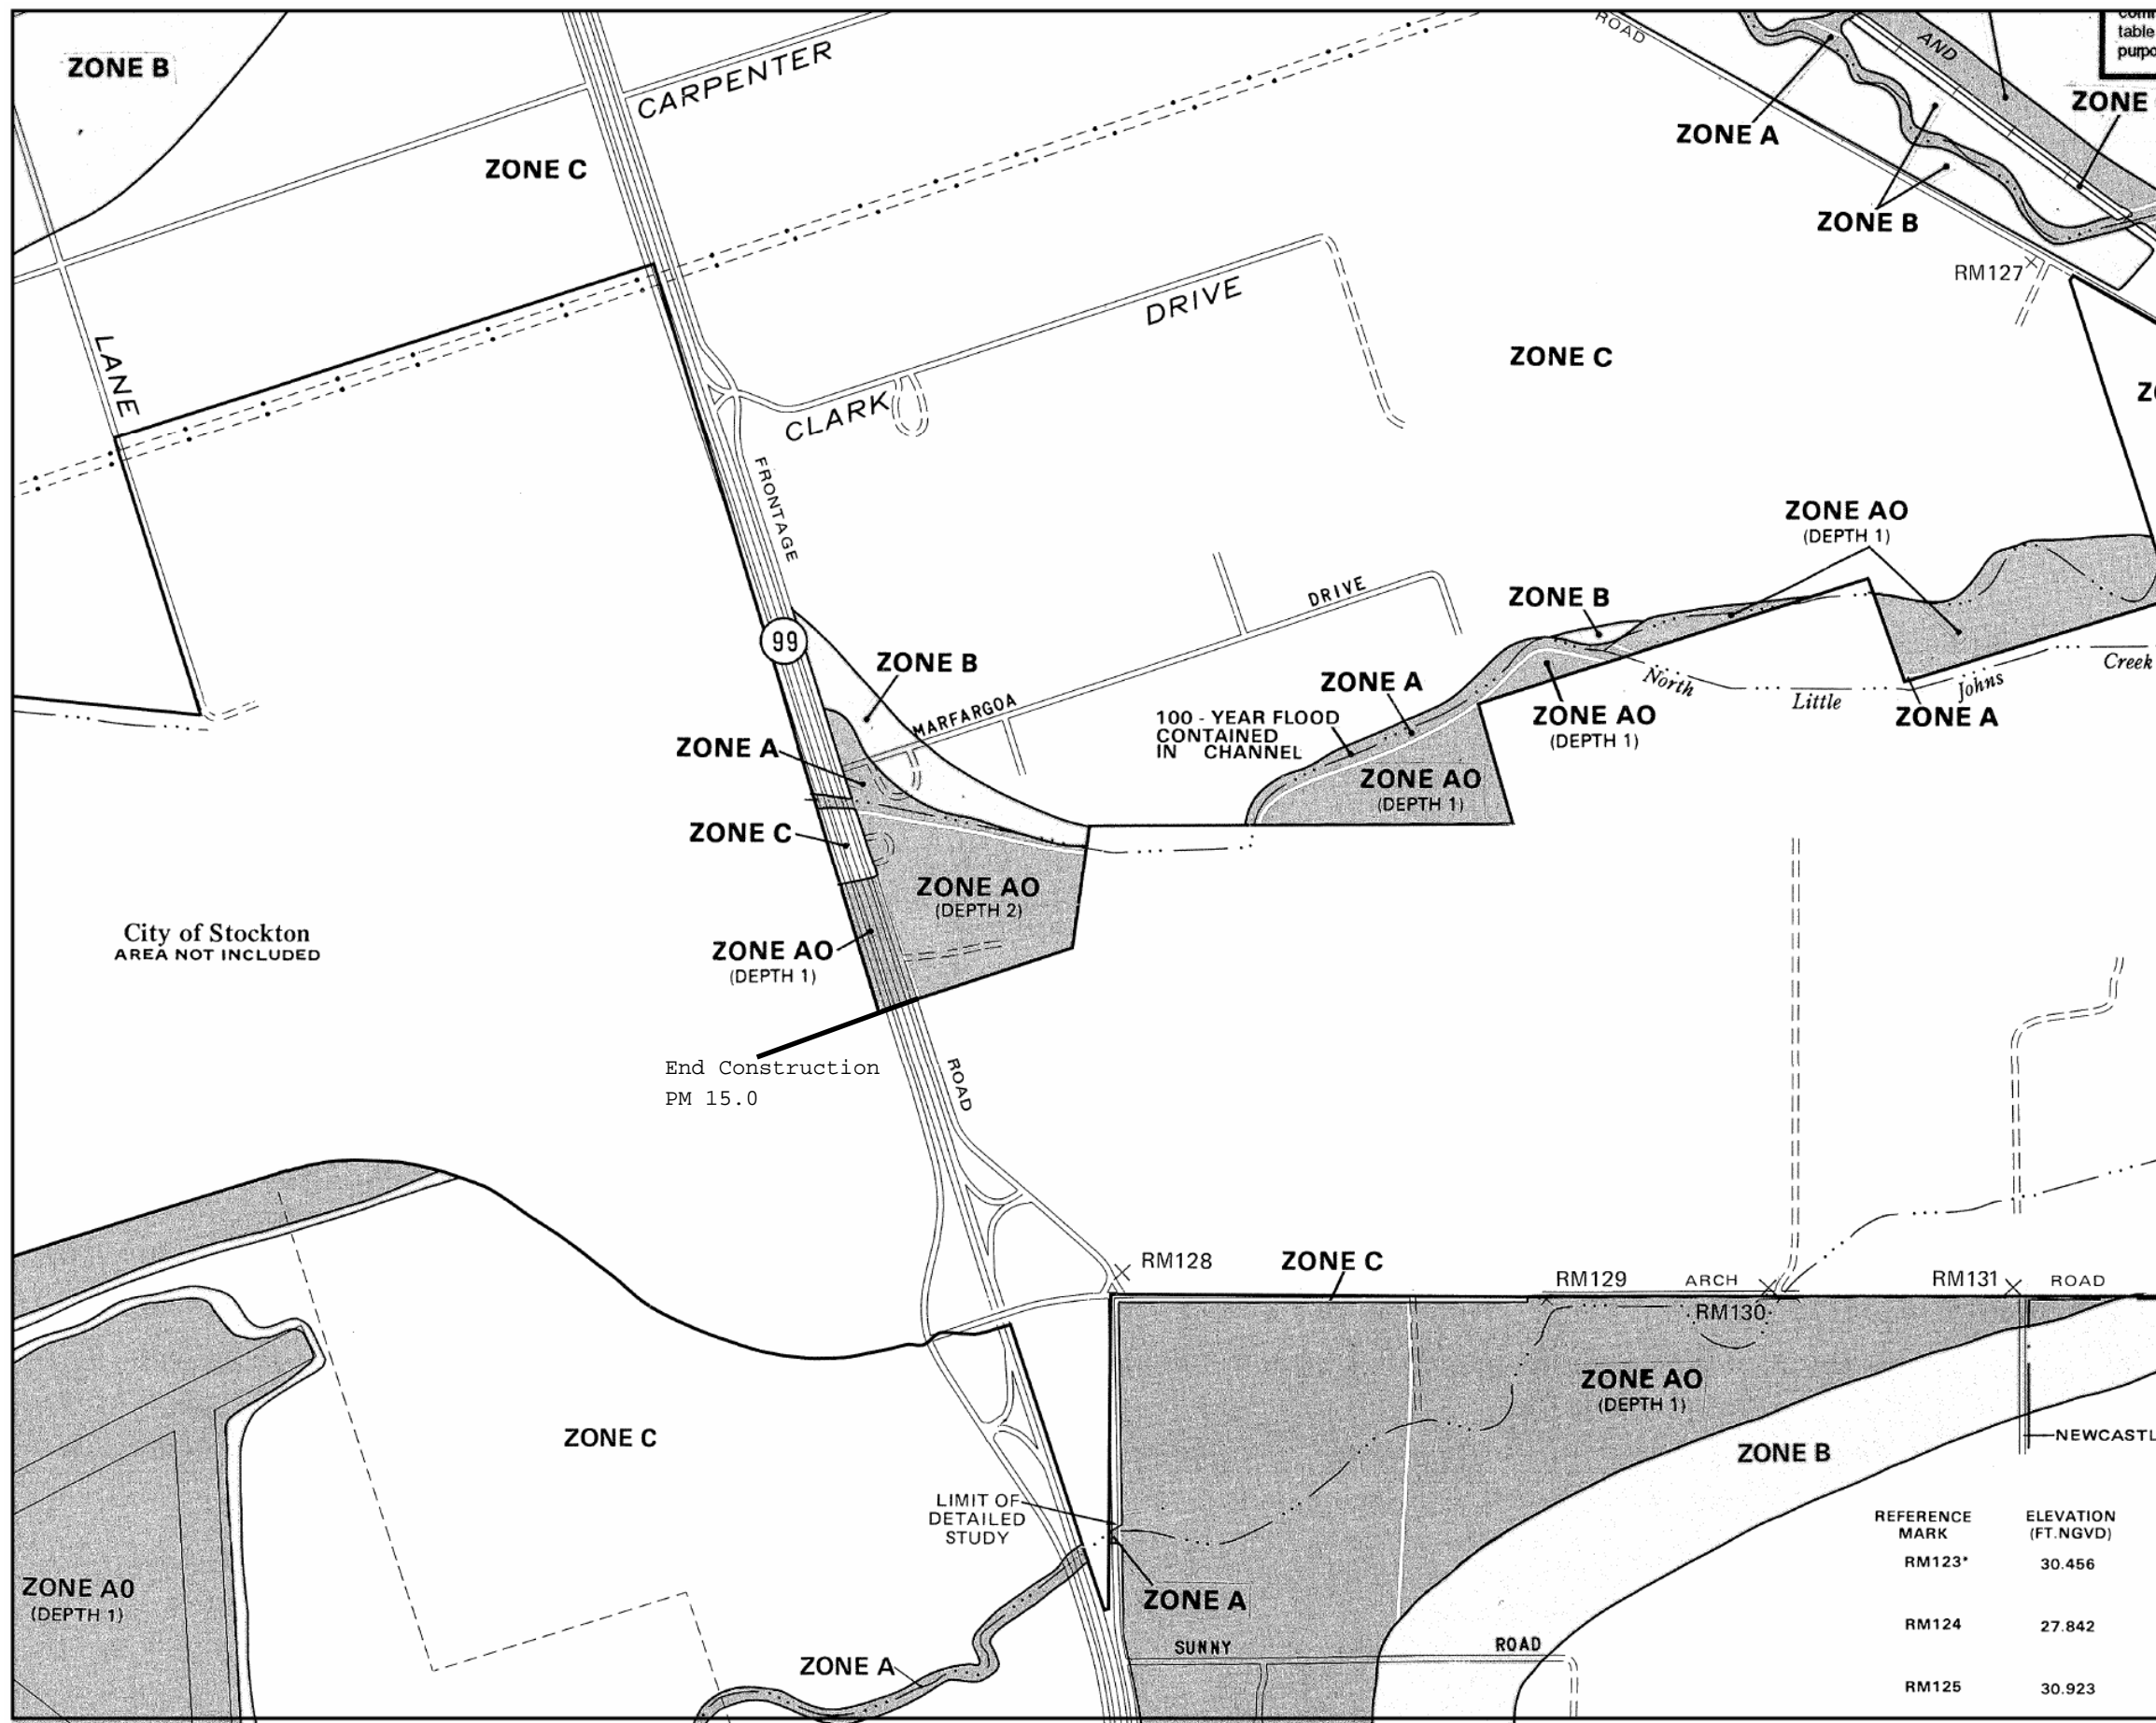 ROAD
AND
table
purpo
ZONE B
CARPENTER
ZONE
ZONE A
ZONE C
ZONE B
RM127
DRIVE
LANE
ZONE C
CLARK
FRONTAGE
ZONE AO
(DEPTH 1)
DRIVE
ZONE B
99
ZONE B
ZONE A
North
Little
Johns
Creek
MARFARGOA
100 - YEAR FLOOD
CONTAINED
IN CHANNEL
ZONE AO
(DEPTH 1)
ZONE A
ZONE A
ZONE AO
(DEPTH 1)
ZONE C
ZONE AO
(DEPTH 2)
City of Stockton
AREA NOT INCLUDED
ZONE AO
(DEPTH 1)
End Construction
PM 15.0
ROAD
RM128
ZONE C
RM129
ARCH
RM131
ROAD
RM130
ZONE AO
(DEPTH 1)
ZONE C
ZONE B
NEWCASTL
LIMIT OF
DETAILED
STUDY
REFERENCE
MARK
ELEVATION
(FT.NGVD)
RM123*
30.456
ZONE A0
(DEPTH 1)
ZONE A
RM124
27.842
SUNNY
ROAD
ZONE A
RM125
30.923